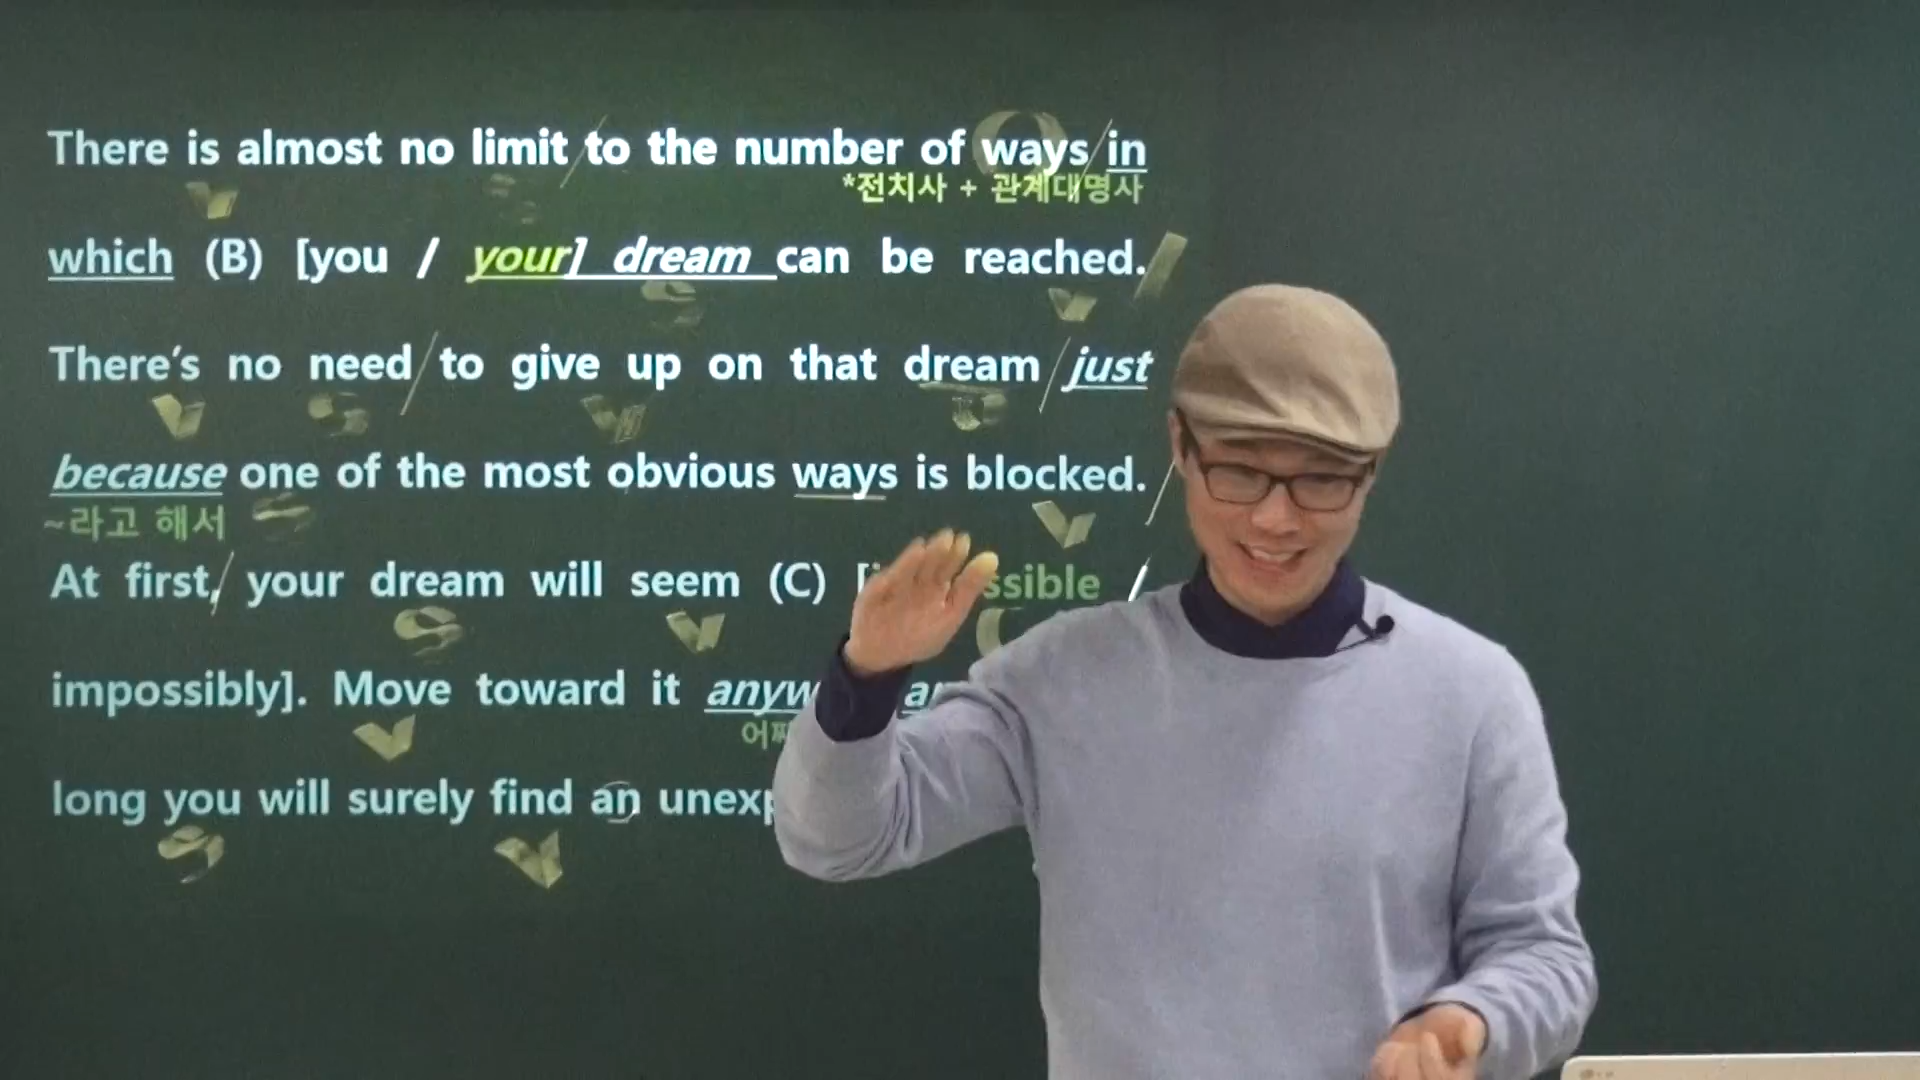 There is almost no limit to the number of ways in
*전치사 + 관계대명사
which (B) [you / your] dream can be reached.
There's no need to give up on that dream just
because one of the most obvious ways is blocked.
~라고 해서
At first, your dream will seem (C)
impossibly]. Move toward it
long you will surely find an